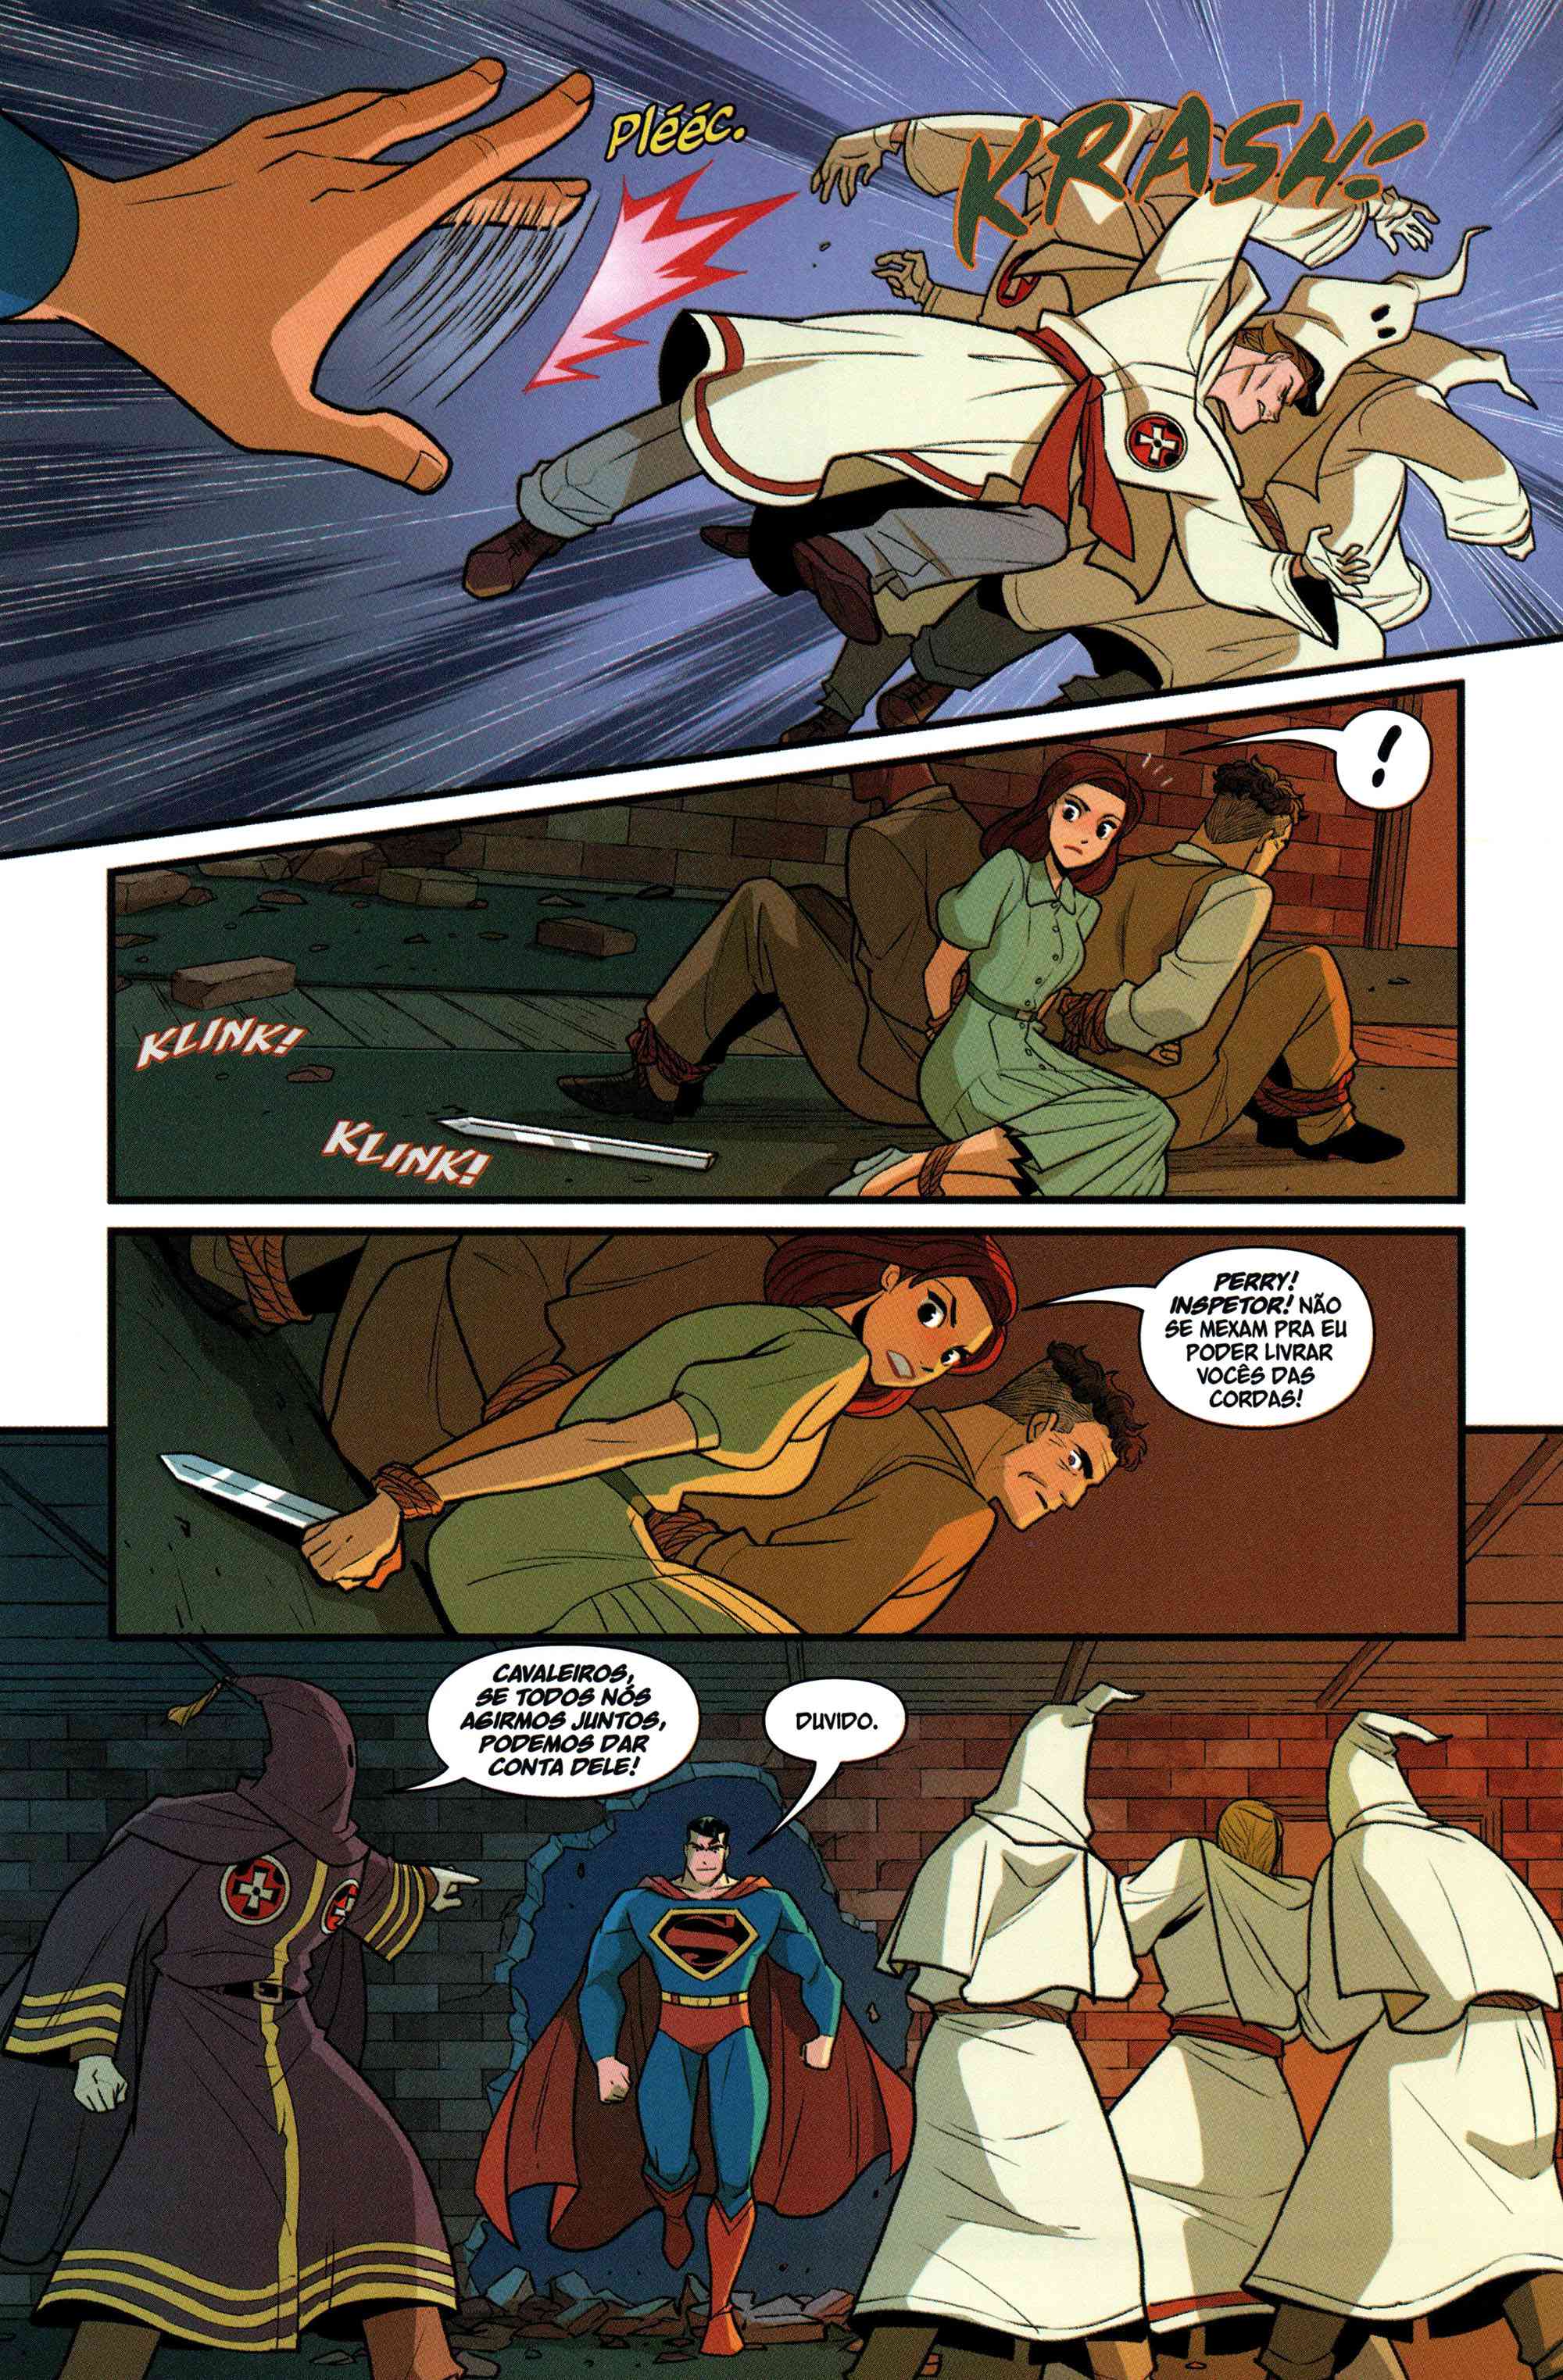 PLÉÉC.
KRASH!
!
KLINK!
KLINK!
PERRY!
INSPETOR! NÃO
SE MEXAM PRA EU
PODER LIVRAR
VOCÊS DAS
CORDAS!
CAVALEIROS,
SE TODOS NÓS
AGIRMOS JUNTOS,
PODEMOS DAR
CONTA DELE!
DUVIDO.
S